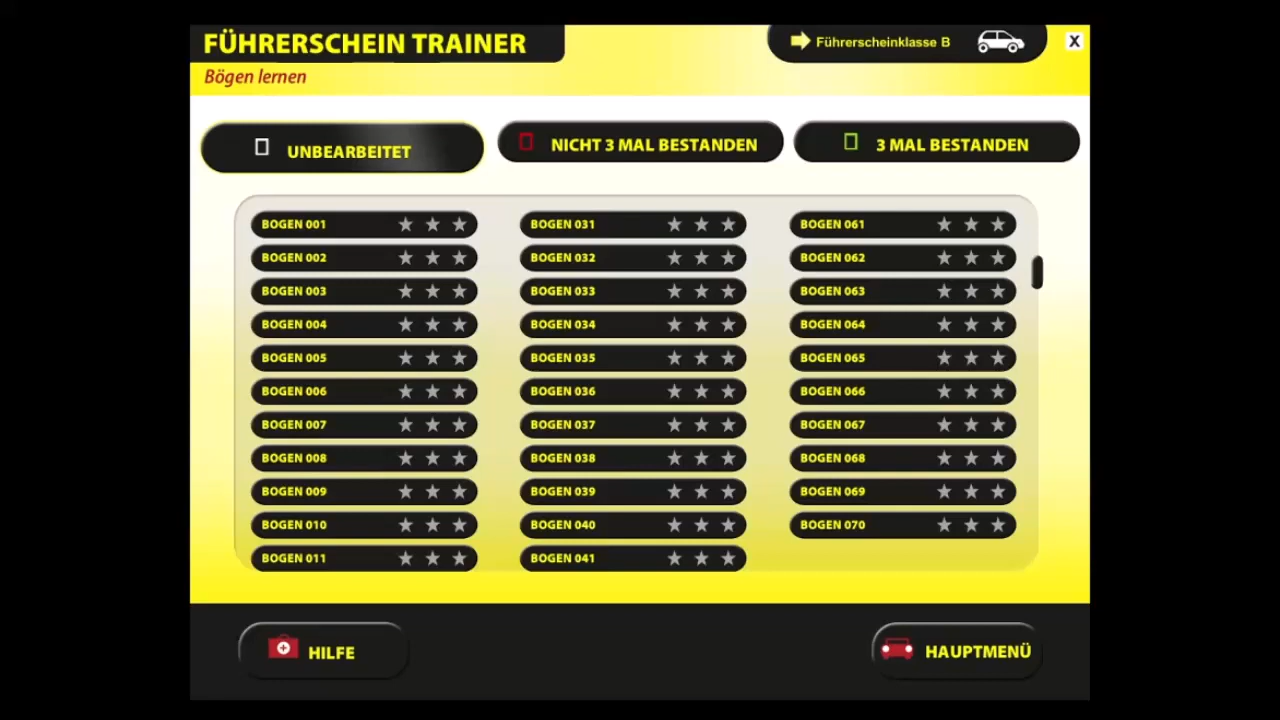 FÜHRERSCHEIN TRAINER
Führerscheinklasse B
X
Bögen lernen
UNBEARBEITET
NICHT 3 MAL BESTANDEN
3 MAL BESTANDEN
BOGEN 001
BOGEN 002
BOGEN 003
BOGEN 004
BOGEN 005
BOGEN 006
BOGEN 007
BOGEN 008
BOGEN 009
BOGEN 010
BOGEN 011
BOGEN 031
BOGEN 032
BOGEN 033
BOGEN 034
BOGEN 035
BOGEN 036
BOGEN 037
BOGEN 038
BOGEN 039
BOGEN 040
BOGEN 041
BOGEN 061
BOGEN 062
BOGEN 063
BOGEN 064
BOGEN 065
BOGEN 066
BOGEN 067
BOGEN 068
BOGEN 069
BOGEN 070
HILFE
HAUPTMENÜ